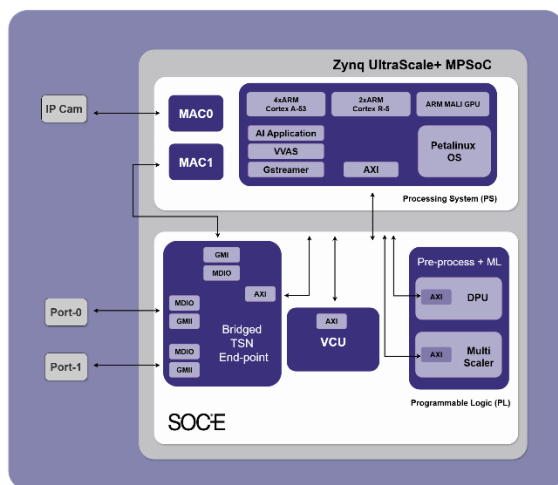 Zynq UltraScale+ MPSoC
IP Cam
MAC0
MAC1
4xARM
Cortex A-53
2xARM
Cortex R-5
ARM MALI GPU
AI Application
VVAS
Gstreamer
AXI
Petalinux
OS
Processing System (PS)
GMI
MDIO
AXI
MDIO
GMII
MDIO
GMII
Bridged
TSN
End-point
Port-0
Port-1
AXI
VCU
Pre-process + ML
AXI
DPU
AXI
Multi
Scaler
Programmable Logic (PL)
SOC-E